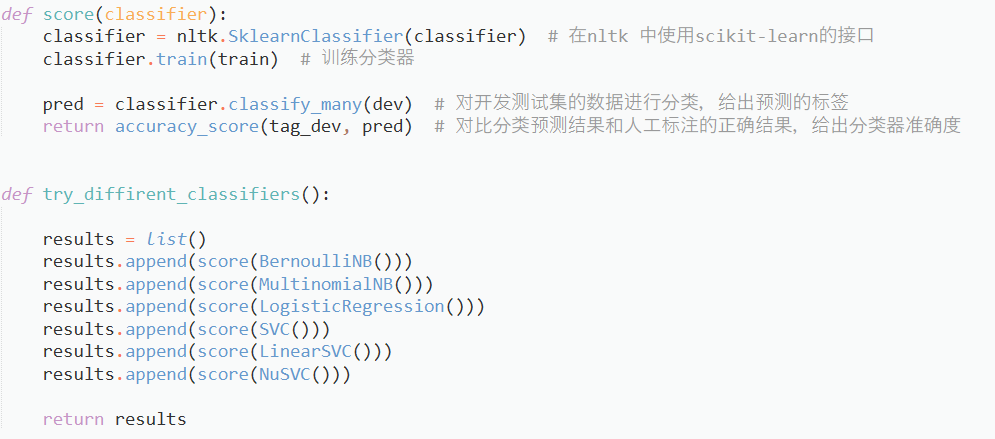 def score(classifier):
    classifier = nltk.SklearnClassifier(classifier)  # 在nltk 中使用scikit-learn的接口
    classifier.train(train)  # 训练分类器
    pred = classifier.classify_many(dev)  # 对开发测试集的数据进行分类, 给出预测的标签
    return accuracy_score(tag_dev, pred)  # 对比分类预测结果和人工标注的正确结果, 给出分类器准确度
def try_diffirent_classifiers():
    results = list()
    results.append(score(BernoulliNB()))
    results.append(score(MultinomialNB()))
    results.append(score(LogisticRegression()))
    results.append(score(SVC()))
    results.append(score(LinearSVC()))
    results.append(score(NuSVC()))
    return results